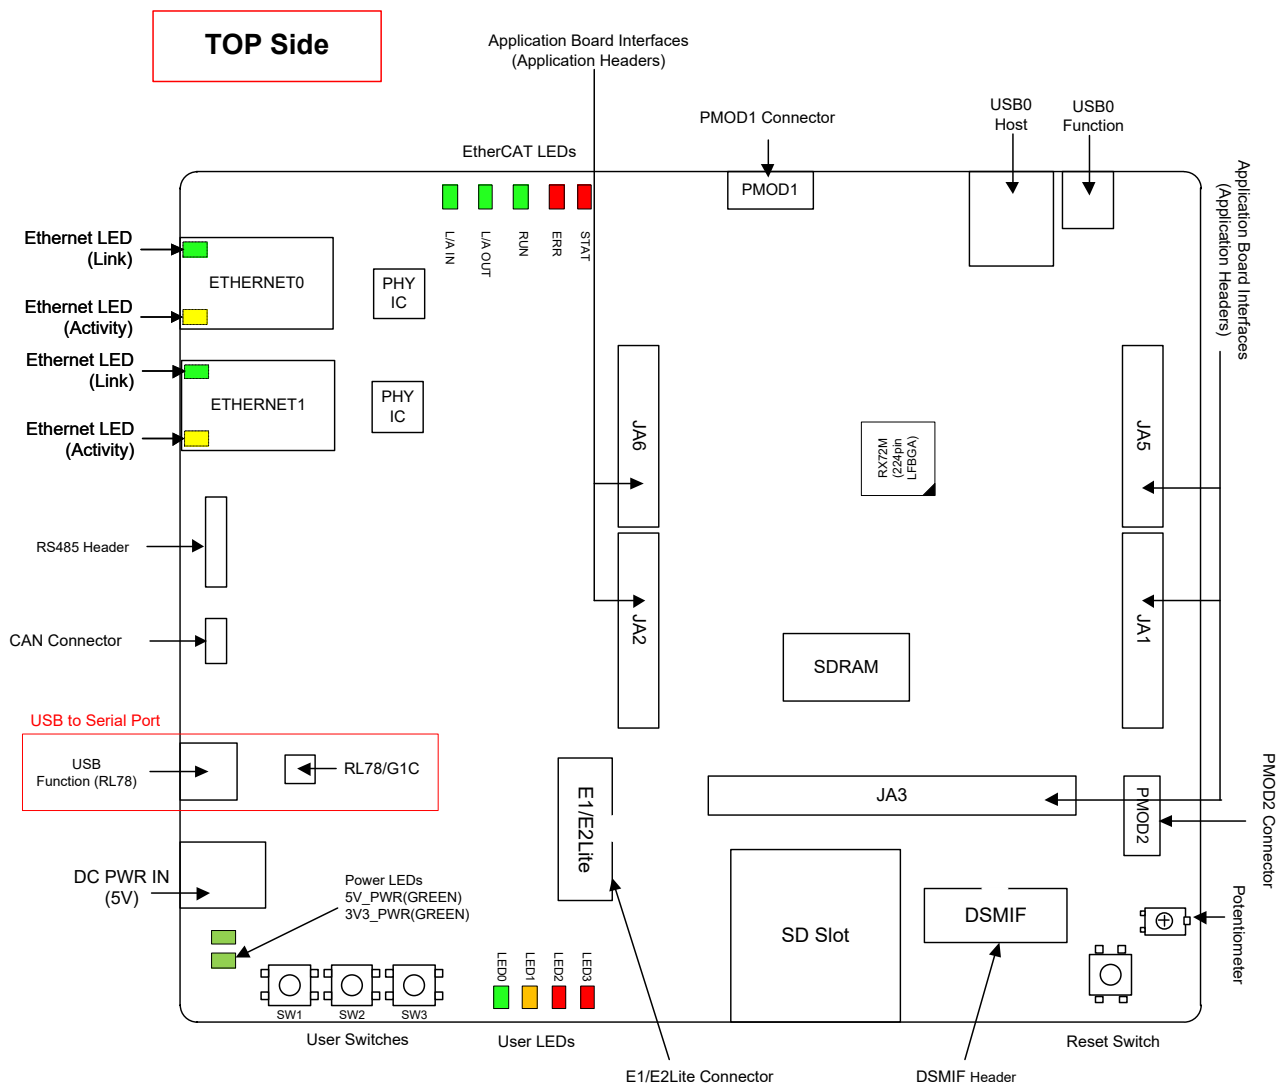 TOP Side
Application Board Interfaces
(Application Headers)
PMOD1 Connector
USB0
Host
USB0
Function
EtherCAT LEDs
PMOD1
Application Board Interfaces
(Application Headers)
L/A IN
L/A OUT
RUN
ERR
STAT
Ethernet LED
(Link)
ETHERNET0
PHY
IC
Ethernet LED
(Activity)
Ethernet LED
(Link)
ETHERNET1
PHY
IC
Ethernet LED
(Activity)
JA6
RX72M
(224pin
LFBGA)
JA5
RS485 Header
CAN Connector
JA2
SDRAM
JA1
USB to Serial Port
USB
Function (RL78)
RL78/G1C
E1/E2Lite
JA3
PMOD2
PMOD2 Connector
DC PWR IN
(5V)
Power LEDs
5V_PWR(GREEN)
3V3_PWR(GREEN)
SD Slot
DSMIF
Potentiometer
LED0
LED1
LED2
LED3
SW1
SW2
SW3
User Switches
User LEDs
Reset Switch
E1/E2Lite Connector
DSMIF Header